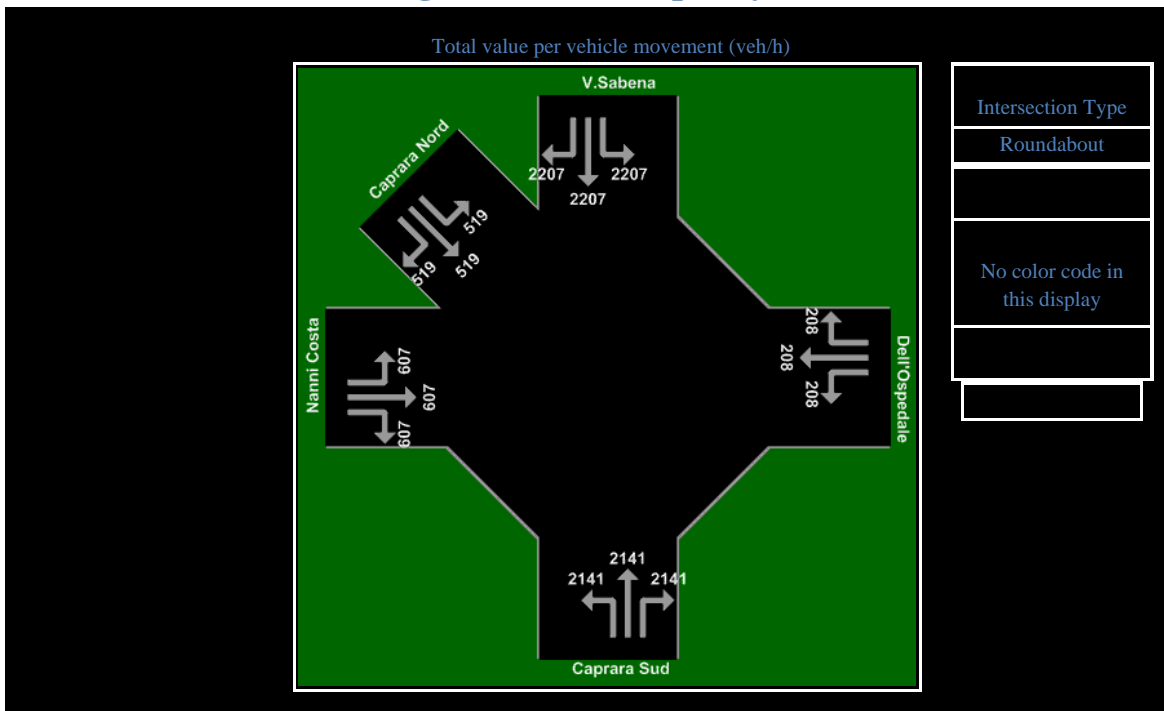 Total value per vehicle movement (veh/h)
V.Sabena
2207
2207
2207
Caprara Nord
519
519
519
Nanni Costa
607
607
607
208
208
208
Dell'Ospedale
2141
2141
2141
Caprara Sud
Intersection Type
Roundabout
No color code in
this display